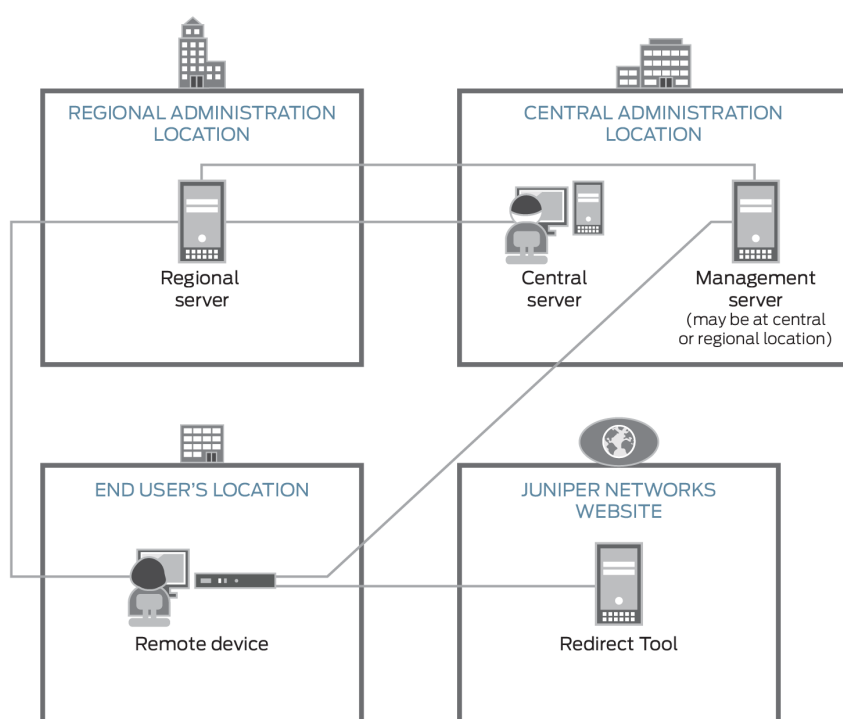 REGIONAL ADMINISTRATION
LOCATION
CENTRAL ADMINISTRATION
LOCATION
Regional
server
Central
server
Management
server
(may be at central
or regional location)
END USER’S LOCATION
JUNIPER NETWORKS
WEBSITE
Remote device
Redirect Tool